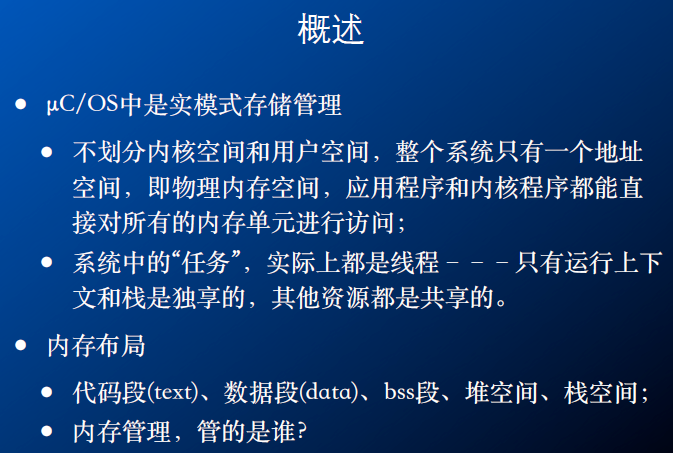 概述
μC/OS中是实模式存储管理
不划分内核空间和用户空间，整个系统只有一个地址
空间，即物理内存空间，应用程序和内核程序都能直
接对所有的内存单元进行访问；
系统中的“任务”，实际上都是线程－－－只有运行上下
文和栈是独享的，其他资源都是共享的。
内存布局
代码段(text)、数据段(data)、bss段、堆空间、栈空间；
内存管理，管的是谁?